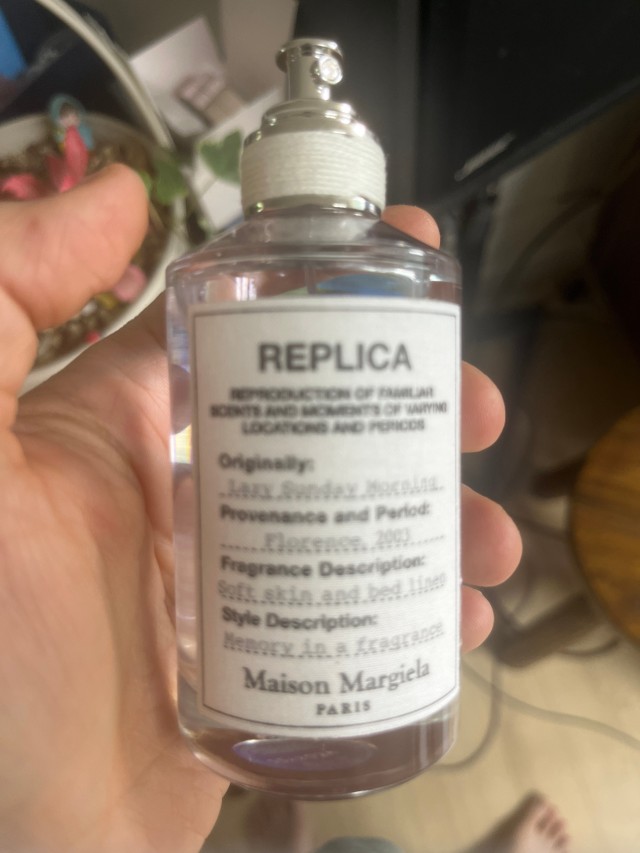 REPLICA
REPRODUCTION OF FAMILIAR
SCENTS AND MOMENTS OF VARYING
LOCATIONS AND PERIODS
Originally:
Lazy Sunday Morning
Provenance and Period:
Florence, 2003
Fragrance Description:
Soft skin and bed linen
Style Description:
Memory in a fragrance
Maison Margiela
PARIS